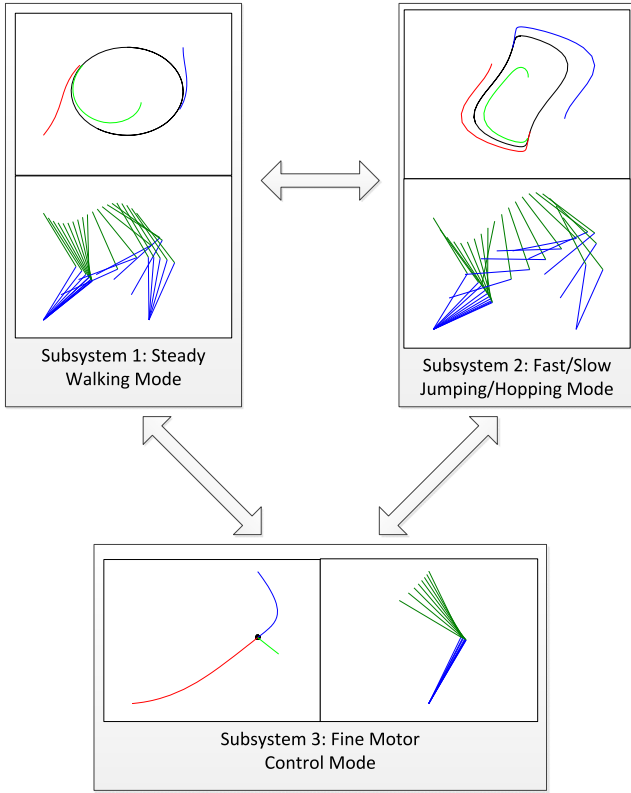 Subsystem 1: Steady
Walking Mode
Subsystem 2: Fast/Slow
Jumping/Hopping Mode
Subsystem 3: Fine Motor
Control Mode